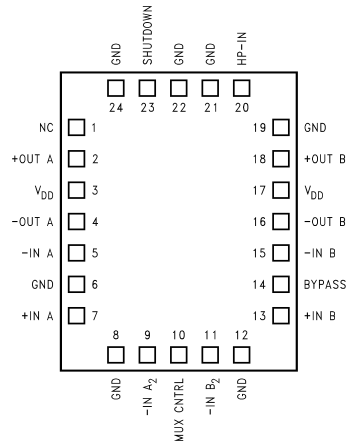 GND SHUTDOWN GND GND HP-IN
24 23 22 21 20
NC 1 19 GND
+OUT A 2 18 +OUT B
VDD 3 17 VDD
-OUT A 4 16 -OUT B
-IN A 5 15 -IN B
GND 6 14 BYPASS
+IN A 7 13 +IN B
8 9 10 11 12
GND -IN A2 MUX CNTRL -IN B2 GND